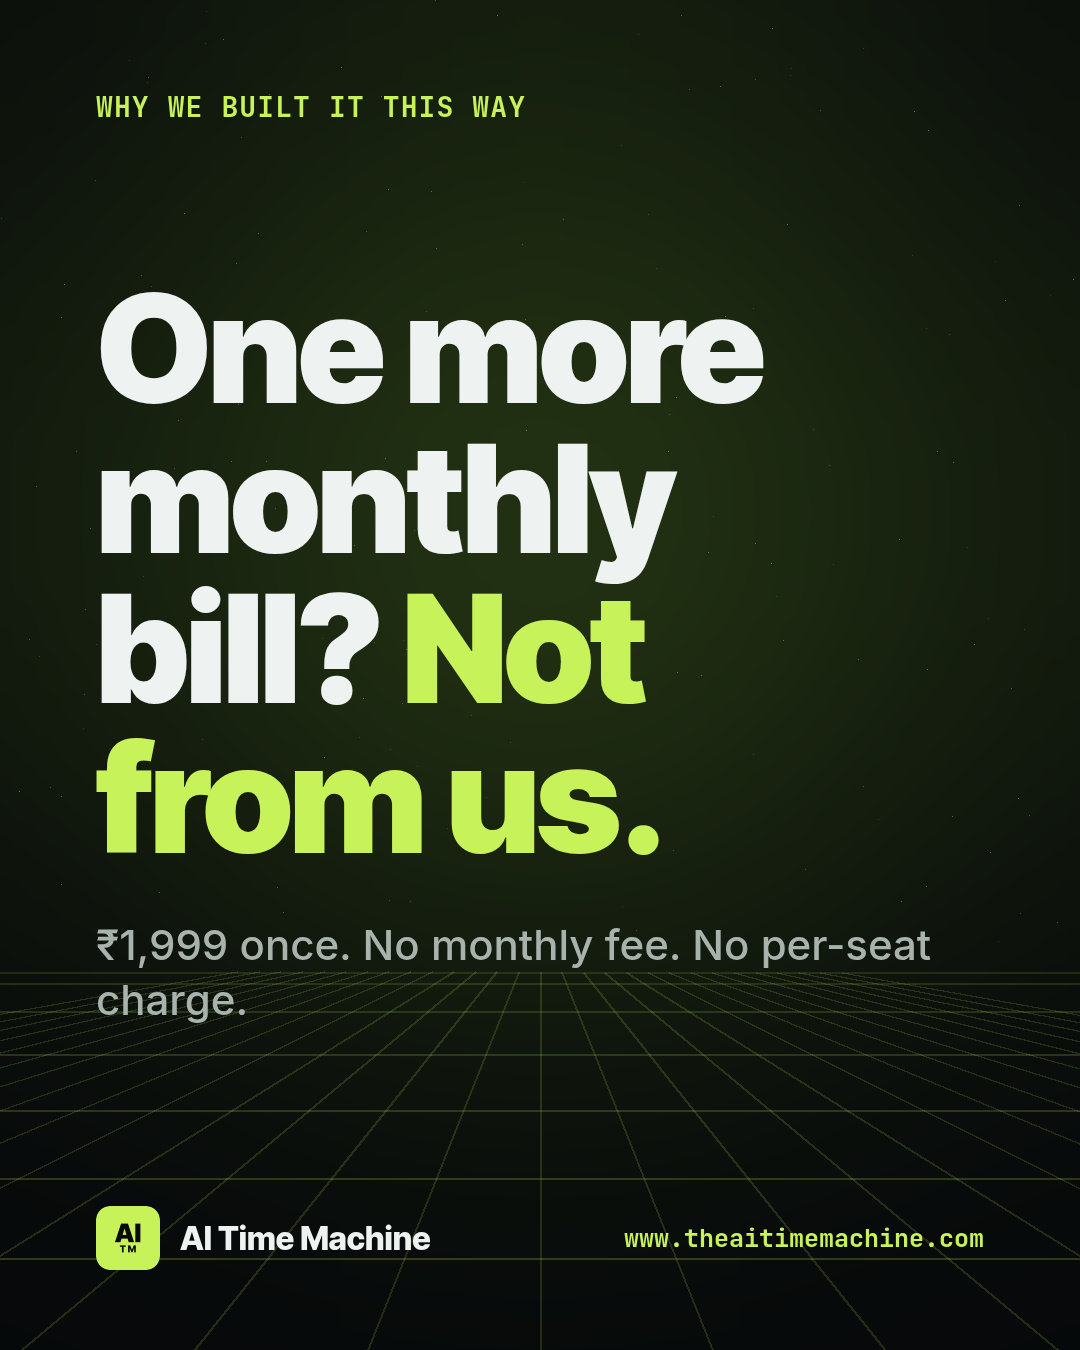 WHY WE BUILT IT THIS WAY
One more
monthly
bill? Not
from us.
₹1,999 once. No monthly fee. No per-seat
charge.
AI
TM
AI Time Machine
www.theaitimemachine.com